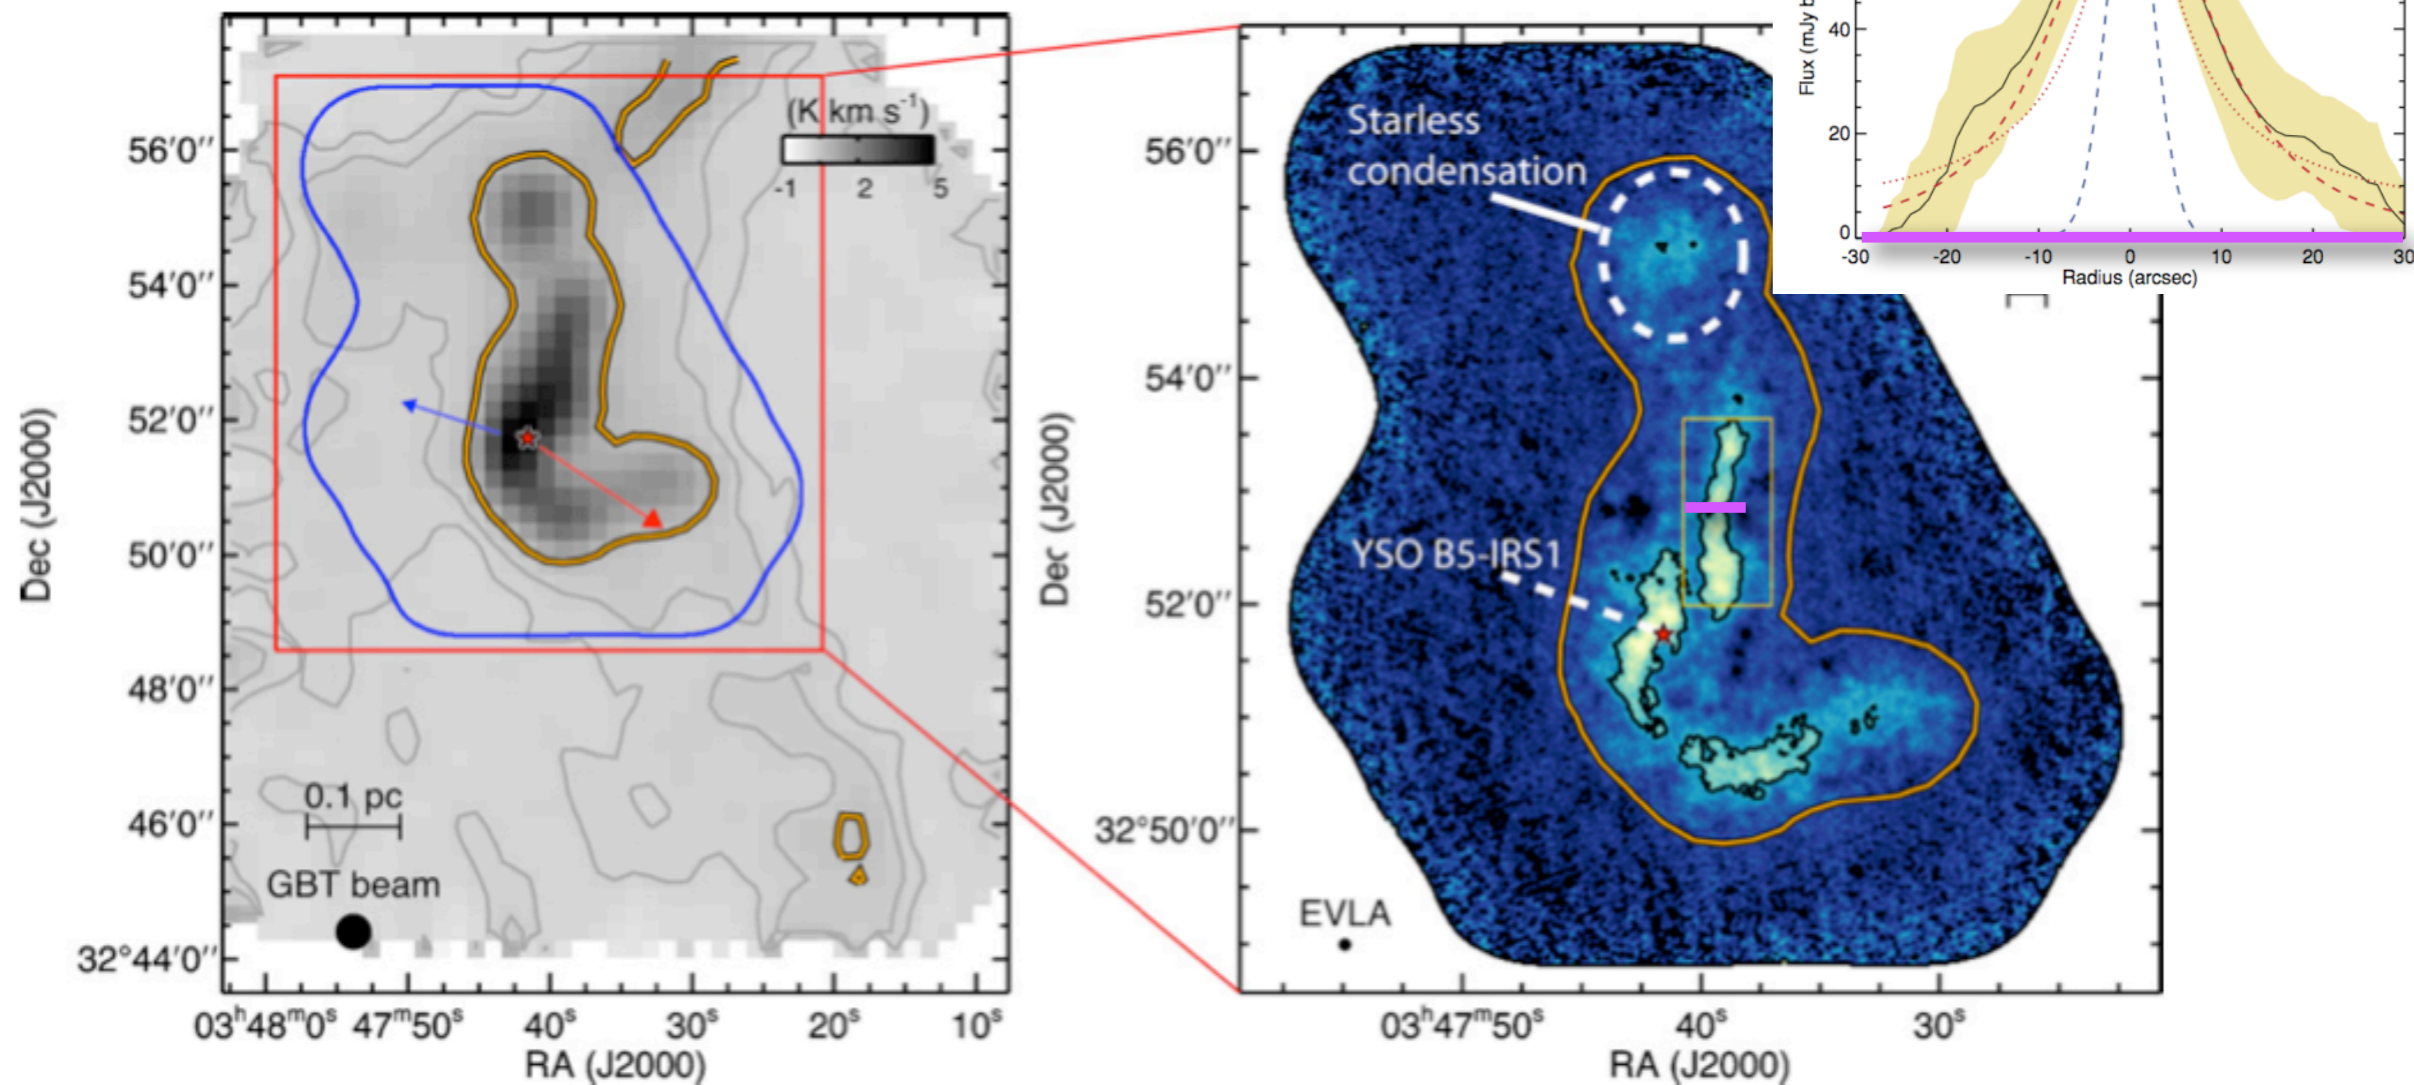 (K km s⁻¹)
-1 2 5
56′0′′
54′0′′
52′0′′
50′0′′
48′0′′
46′0′′
32°44′0′′
Dec (J2000)
0.1 pc
GBT beam
03ʰ48ᵐ0ˢ 47ᵐ50ˢ 40ˢ 30ˢ 20ˢ 10ˢ
RA (J2000)
Starless
condensation
YSO B5-IRS1
EVLA
56′0′′
54′0′′
52′0′′
32°50′0′′
Dec (J2000)
03ʰ47ᵐ50ˢ 40ˢ 30ˢ
RA (J2000)
Flux (mJy b
40
20
0
-30 -20 -10 0 10 20 30
Radius (arcsec)